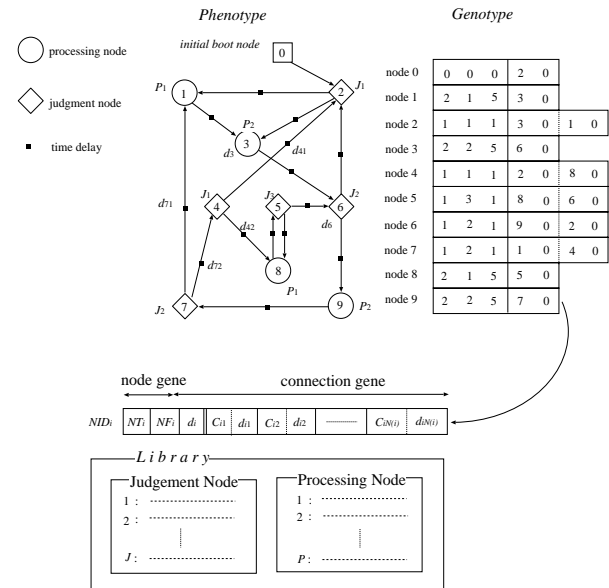 Phenotype Genotype
processing node
judgment node
time delay
initial boot node
0
2 J1
P1 1
P2
3
d3
d41
J1
4
J3
5
J2
6
d6
d42
d71
d72
8
P1
J2 7
9 P2
node 0 0 0 0 2 0
node 1 2 1 5 3 0
node 2 1 1 1 3 0 1 0
node 3 2 2 5 6 0
node 4 1 1 1 2 0 8 0
node 5 1 3 1 8 0 6 0
node 6 1 2 1 9 0 2 0
node 7 1 2 1 1 0 4 0
node 8 2 1 5 5 0
node 9 2 2 5 7 0
node gene connection gene
NIDi NTi NFi di Ci1 di1 Ci2 di2 CiN(i) diN(i)
Library
Judgement Node Processing Node
1 : 1 :
2 : 2 :
J : P :